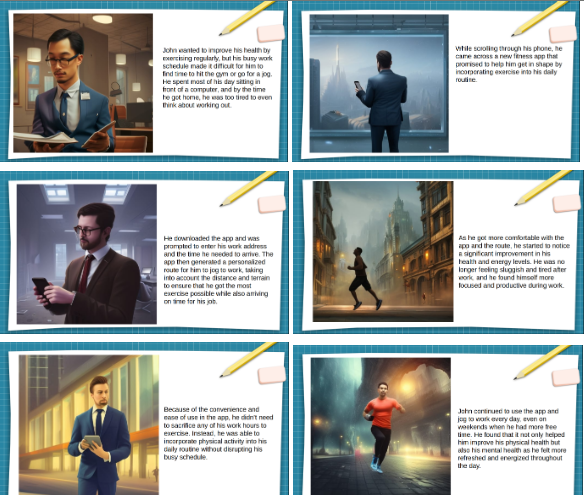 John wanted to improve his health by
exercising regularly, but his busy work
schedule made it difficult for him to
find time to hit the gym or go for a jog.
He spent most of his day sitting in
front of a computer, and by the time
he got home, he was too tired to even
think about working out.
While scrolling through his phone, he
came across a new fitness app that
promised to help him get in shape by
incorporating exercise into his daily
routine.
He downloaded the app and was
prompted to enter his work address
and the time he needed to arrive. The
app then generated a personalized
route for him to jog to work, taking
into account the distance and terrain
to ensure that he got the most
exercise possible while also arriving
on time for his job.
As he got more comfortable with the
app and the route, he started to notice
a significant improvement in his
health and energy levels. He was no
longer feeling sluggish and tired after
work, and he found himself more
focused and productive during work.
Because of the convenience and
ease of use in the app, he didn't need
to sacrifice any of his work hours to
exercise. Instead, he was able to
incorporate physical activity into his
daily routine without disrupting his
busy schedule.
John continued to use the app and
jog to work every day, even on
weekends when he had more free
time. He found that it not only helped
him improve his physical health but
also his mental health as he felt more
refreshed and energized throughout
the day.